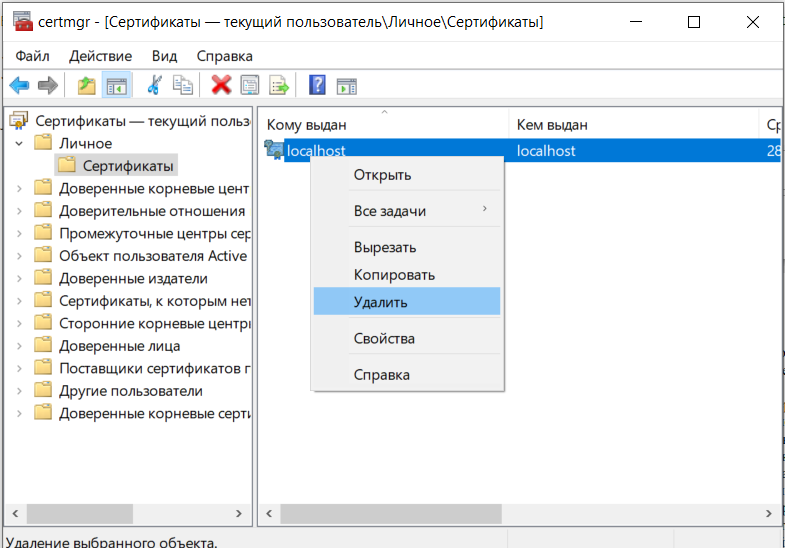 certmgr - [Сертификаты — текущий пользователь\Личное\Сертификаты]
Файл Действие Вид Справка
Сертификаты — текущий польз
Личное
Сертификаты
Доверенные корневые цент
Доверительные отношения
Промежуточные центры сер
Объект пользователя Active
Доверенные издатели
Сертификаты, к которым нет
Сторонние корневые центры
Доверенные лица
Поставщики сертификатов п
Другие пользователи
Доверенные корневые серти
Кому выдан Кем выдан Ср
localhost localhost 28
Открыть
Все задачи
Вырезать
Копировать
Удалить
Свойства
Справка
Удаление выбранного объекта.